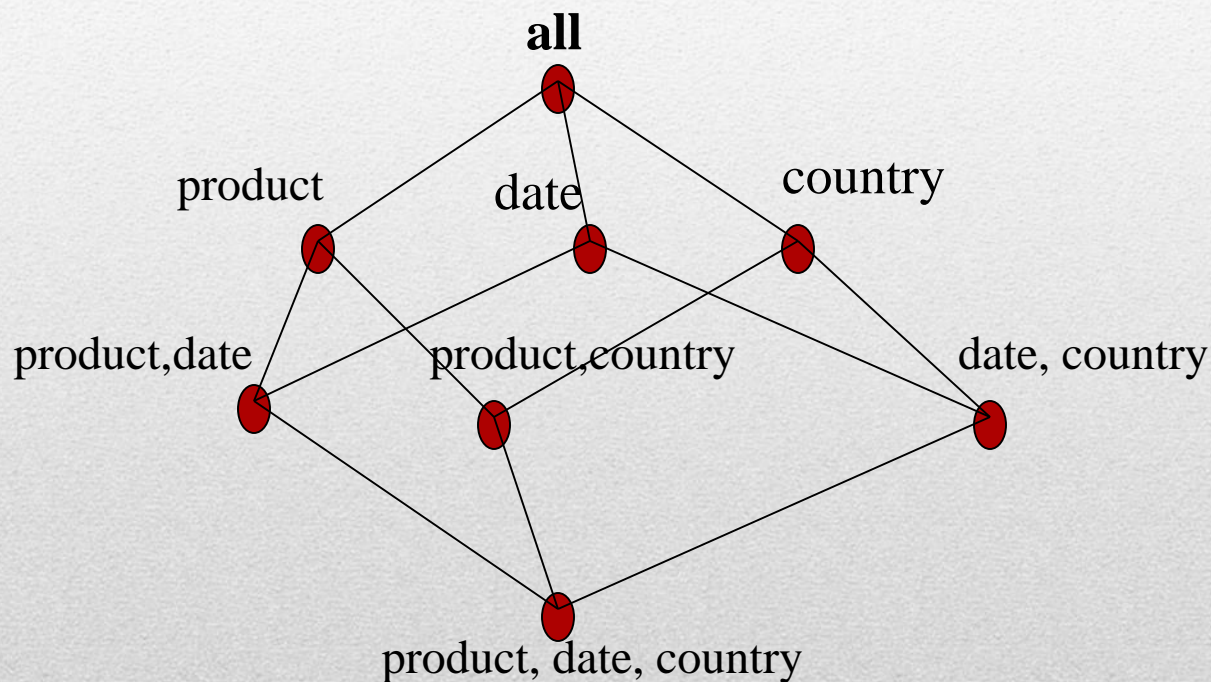 all
product
date
country
product,date
product,country
date, country
product, date, country